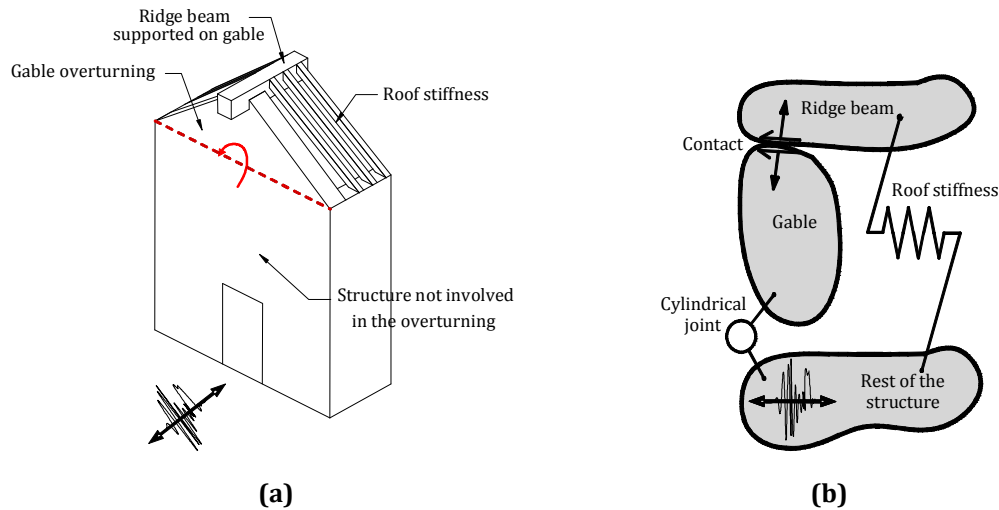 Ridge beam
supported on gable
Gable overturning
Roof stiffness
Structure not involved
in the overturning
(a)
Ridge beam
Contact
Roof stiffness
Gable
Cylindrical
joint
Rest of the
structure
(b)